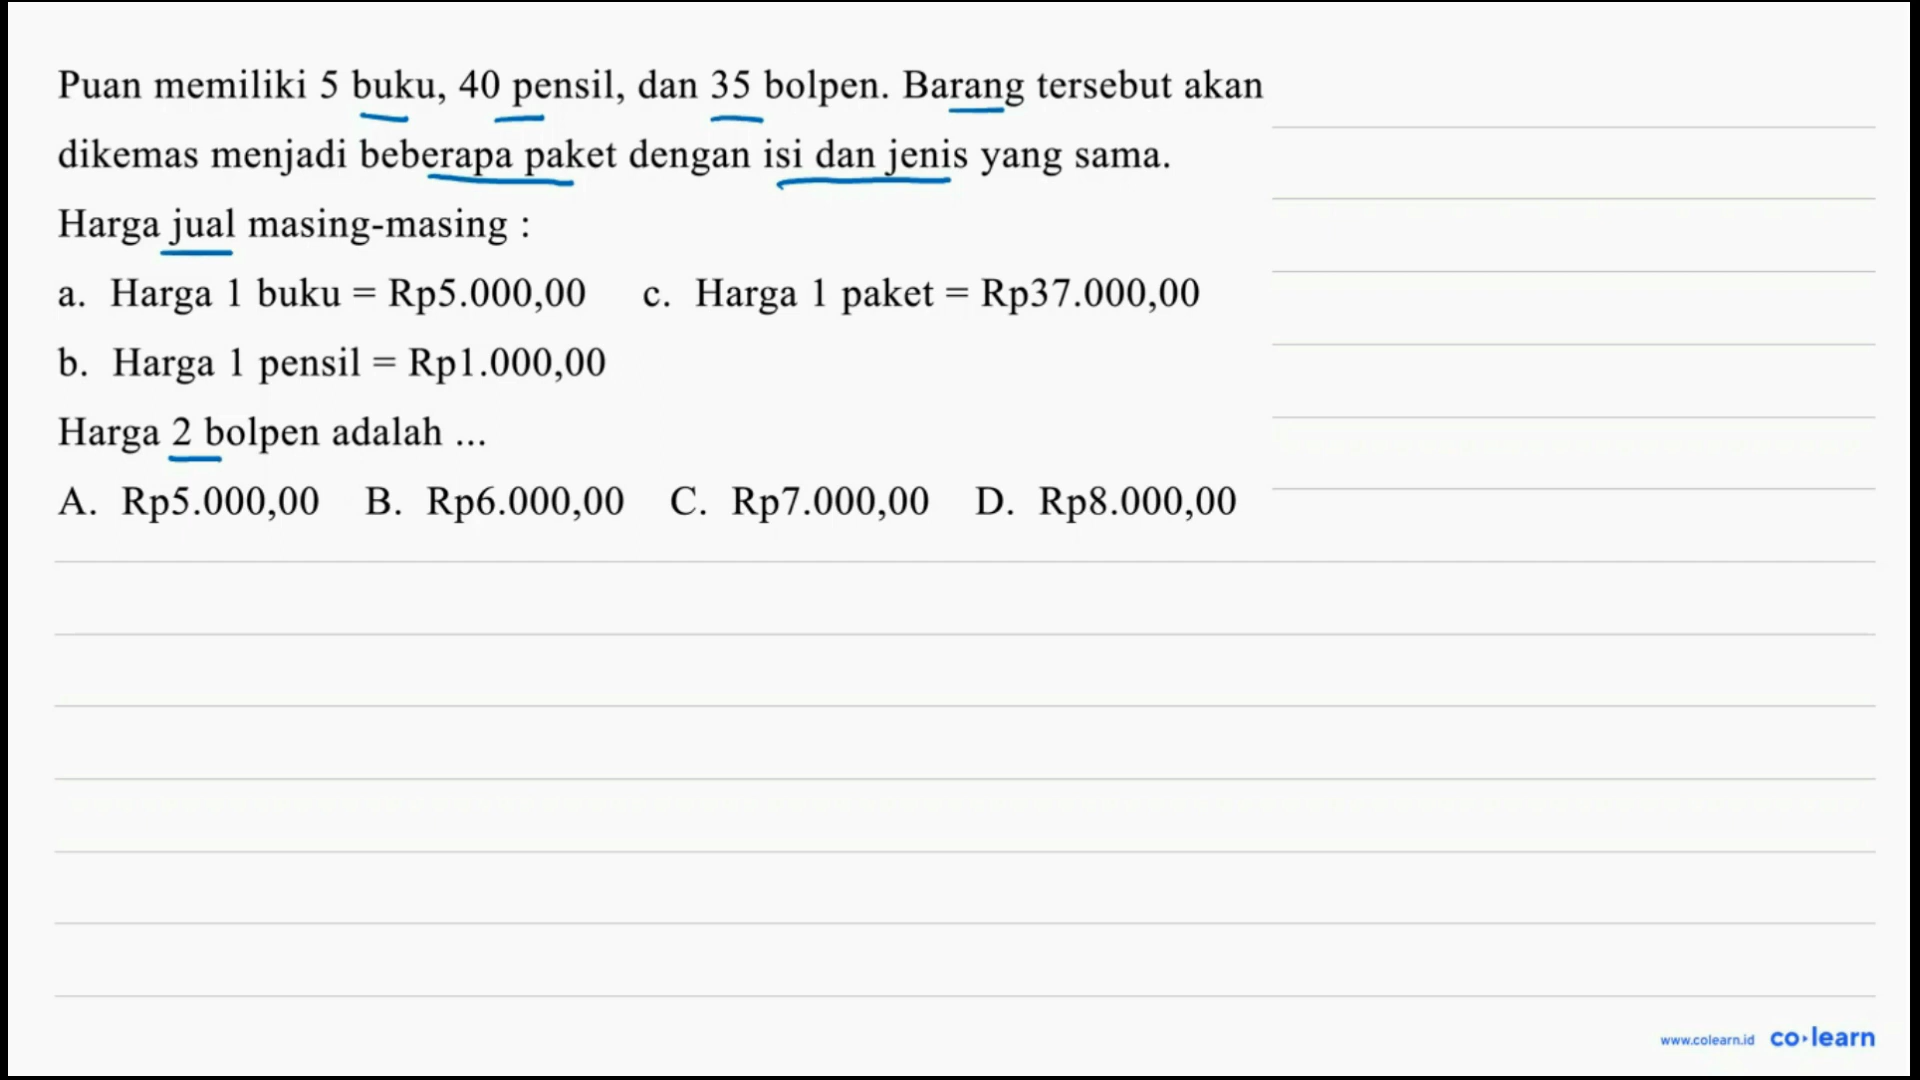 Puan memiliki 5 buku, 40 pensil, dan 35 bolpen. Barang tersebut akan
dikemas menjadi beberapa paket dengan isi dan jenis yang sama.
Harga jual masing-masing :
a. Harga 1 buku = Rp5.000,00 c. Harga 1 paket = Rp37.000,00
b. Harga 1 pensil = Rp1.000,00
Harga 2 bolpen adalah ...
A. Rp5.000,00 B. Rp6.000,00 C. Rp7.000,00 D. Rp8.000,00
www.colearn.id co·learn